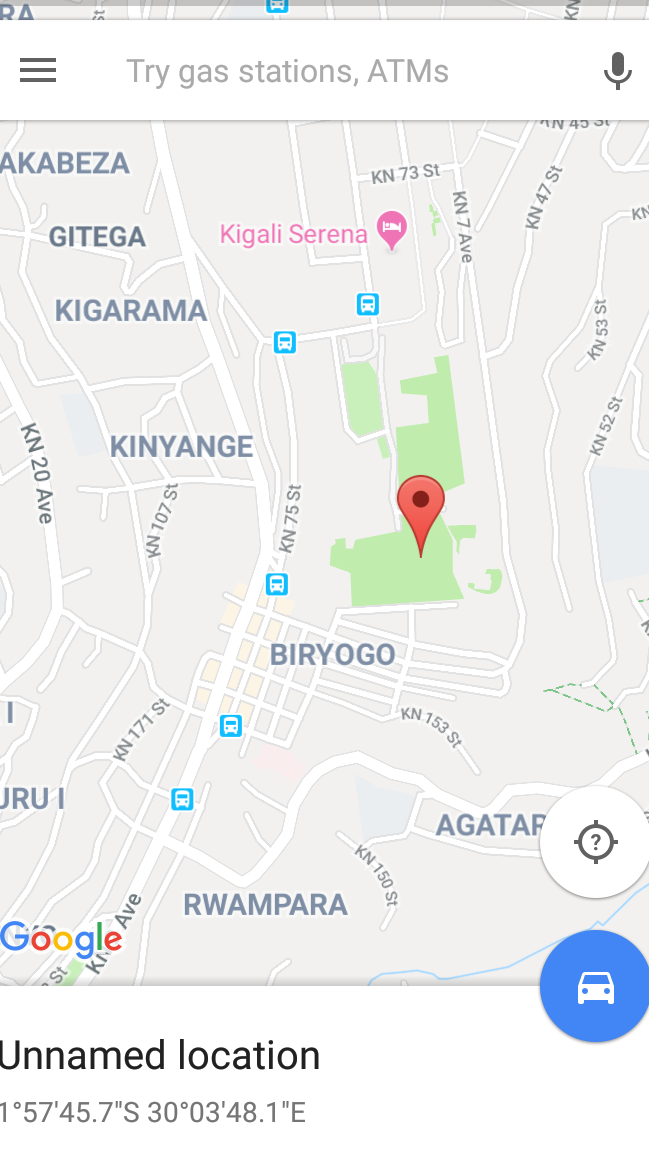 RA
Try gas stations, ATMs
KN 45 St
AKABEZA
KN 73 St
KN 47 St
KN 7 Ave
KN
GITEGA
Kigali Serena
KIGARAMA
KN 53 St
KN 52 St
KN 20 Ave
KINYANGE
KN 75 St
KN 107 St
BIRYOGO
KN 171 St
I
KN 153 St
URU I
AGATAR
?
KN 150 St
RWAMPARA
Ave
Google
St
Unnamed location
1°57'45.7"S 30°03'48.1"E